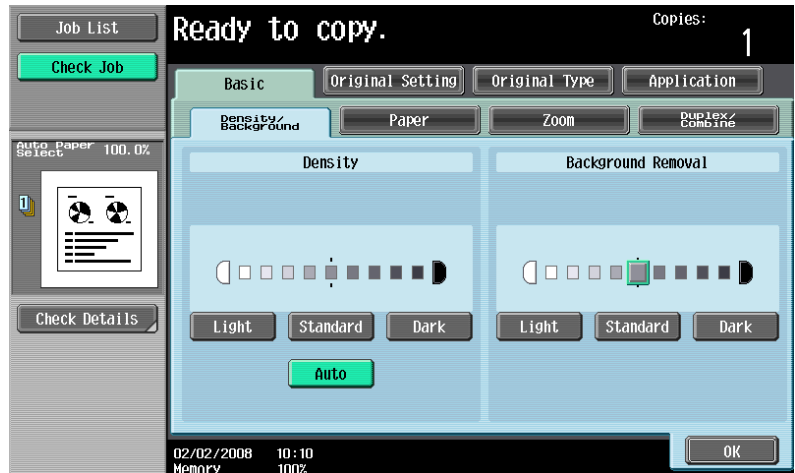 Job List
Check Job
Ready to copy.
Copies:
1
Basic
Original Setting
Original Type
Application
Density/
Background
Paper
Zoom
Duplex/
Combine
Auto Paper
Select
100.0%
1
Density
Background Removal
Check Details
Light
Standard
Dark
Light
Standard
Dark
Auto
02/02/2008 10:10
Memory 100%
OK